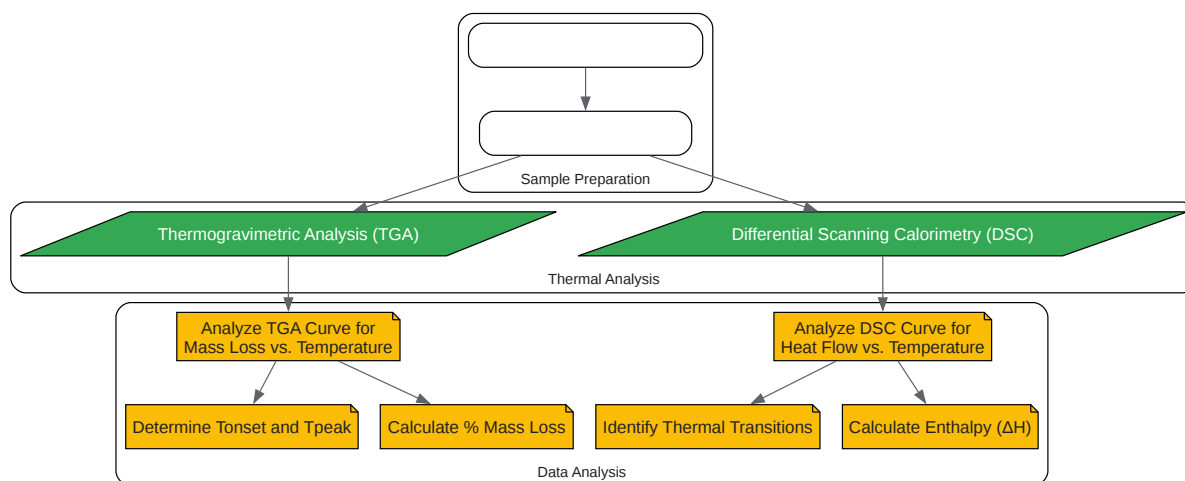 Sample Preparation
Thermogravimetric Analysis (TGA)
Differential Scanning Calorimetry (DSC)
Thermal Analysis
Analyze TGA Curve for
Mass Loss vs. Temperature
Analyze DSC Curve for
Heat Flow vs. Temperature
Determine Tonset and Tpeak
Calculate % Mass Loss
Identify Thermal Transitions
Calculate Enthalpy (ΔH)
Data Analysis